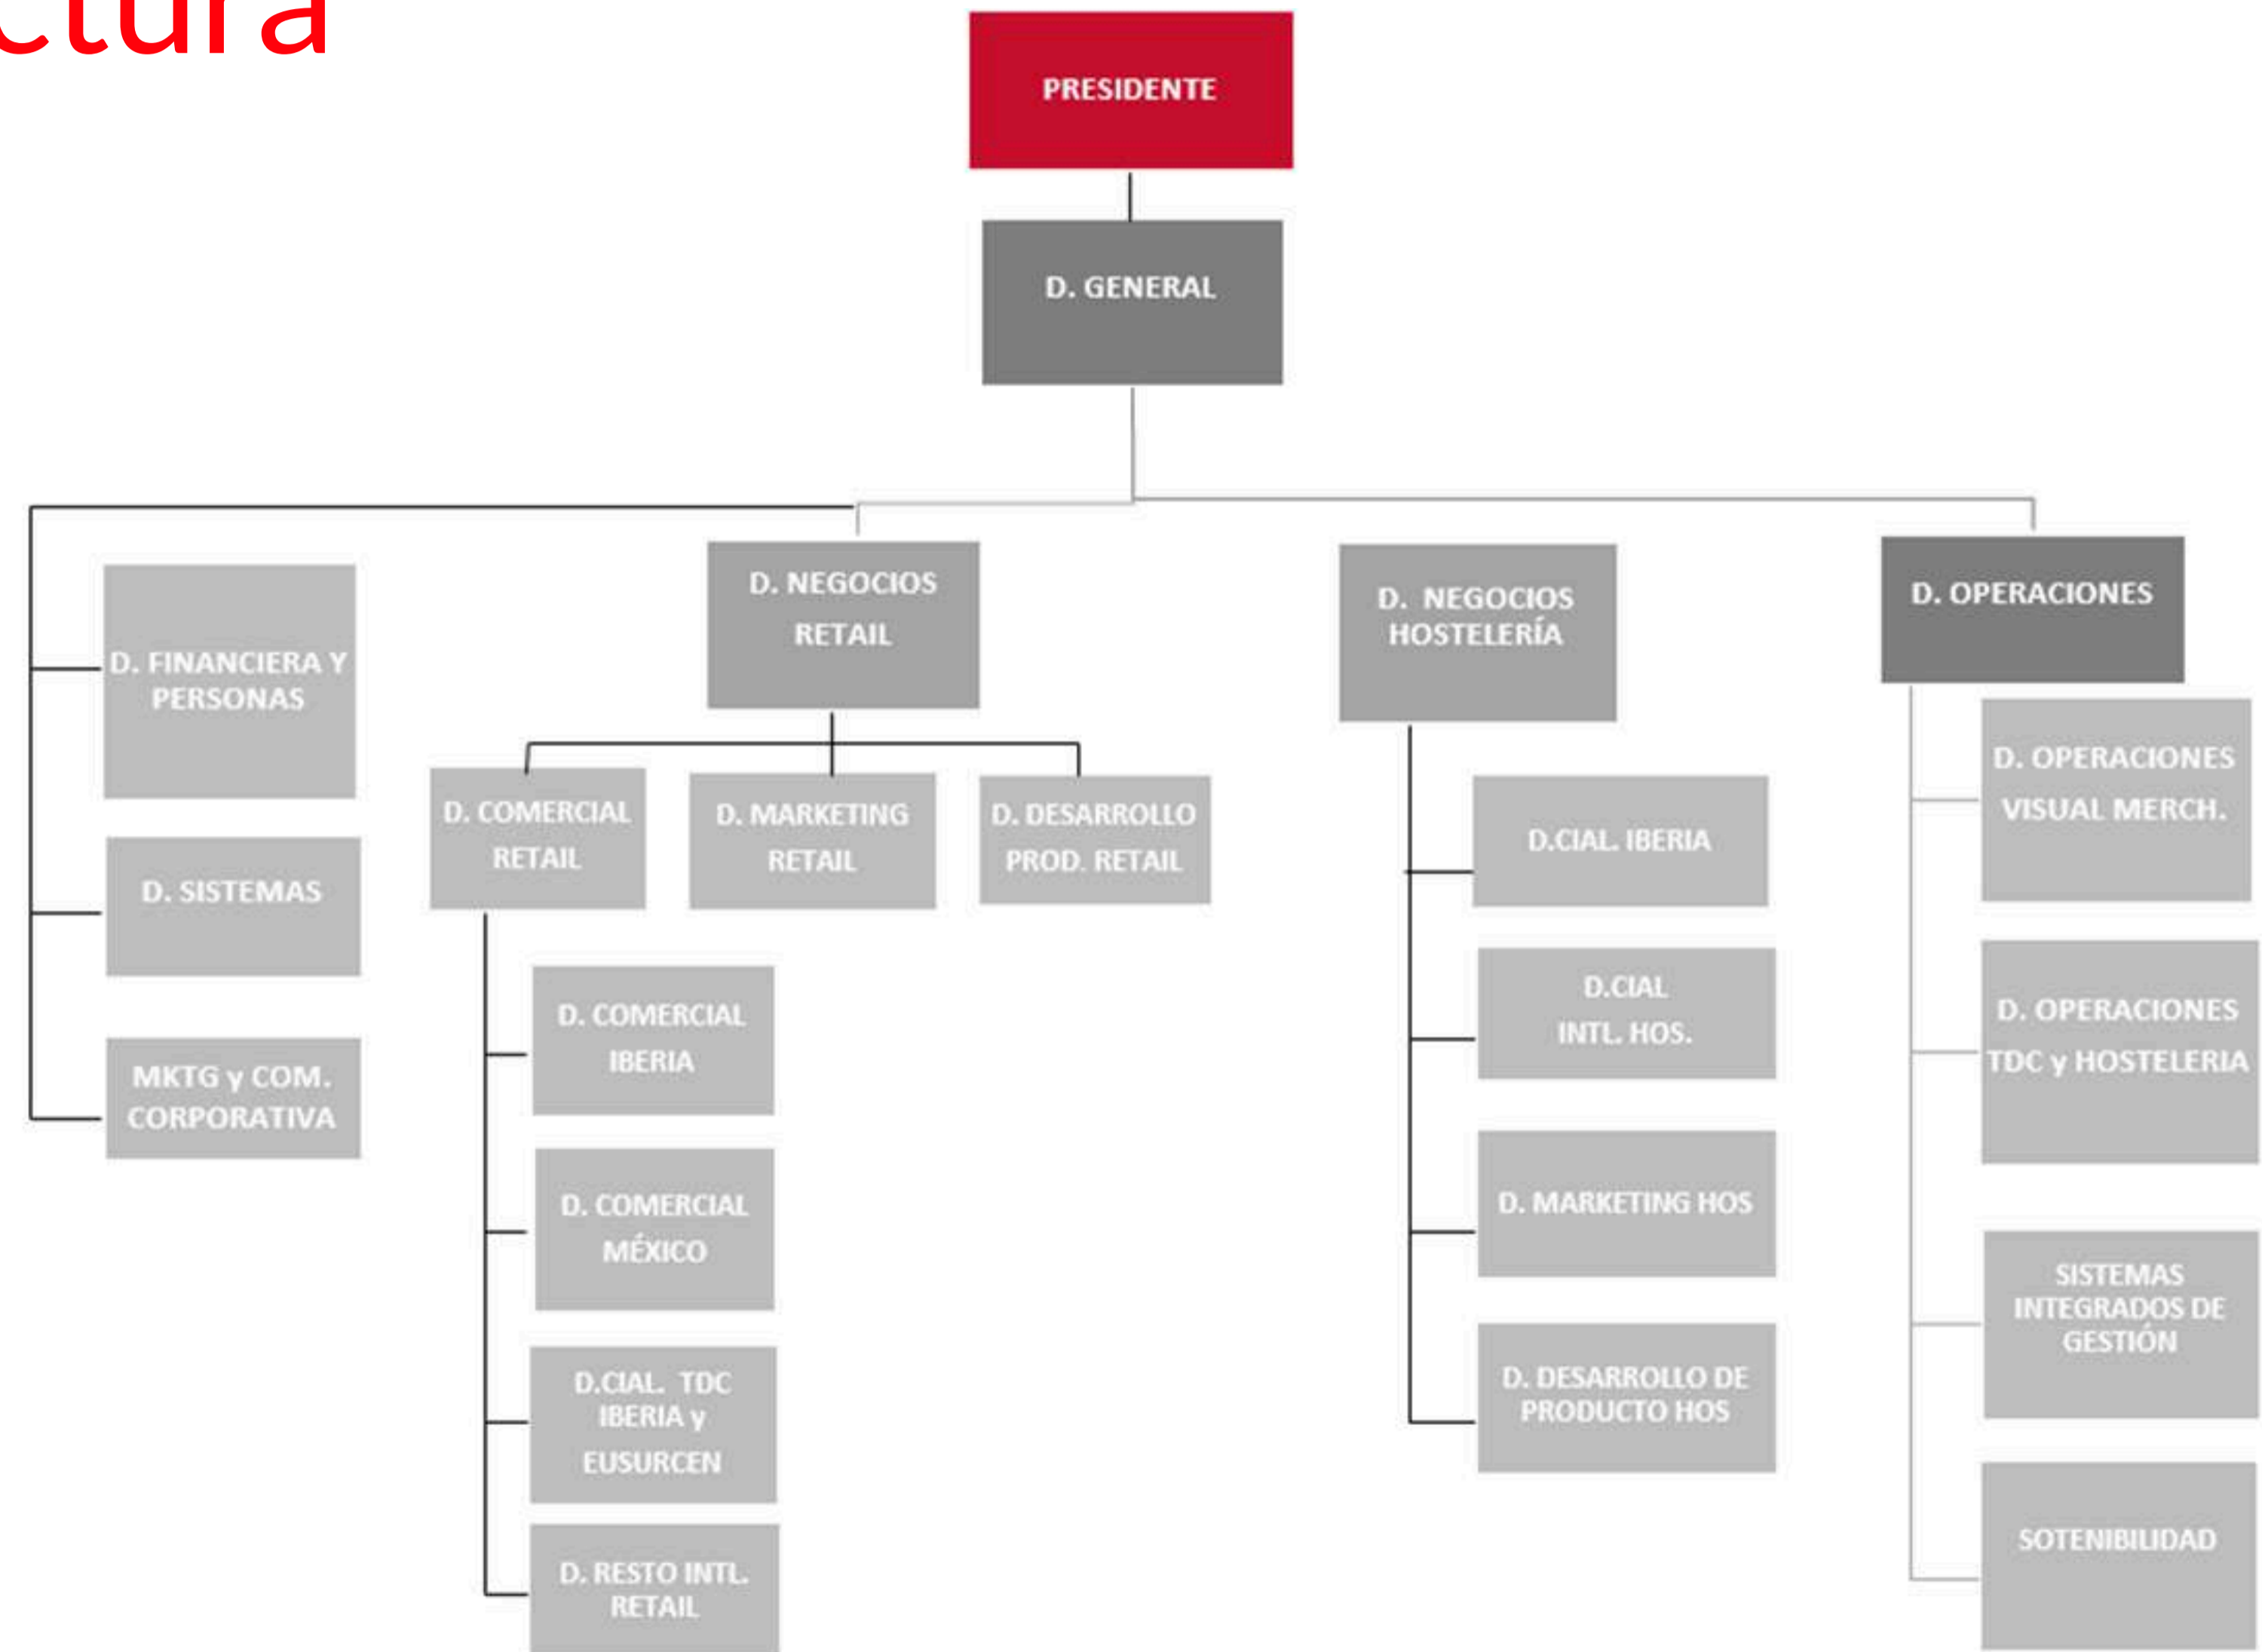 ctura
PRESIDENTE
D. GENERAL
D. FINANCIERA Y
PERSONAS
D. SISTEMAS
MKTG y COM.
CORPORATIVA
D. NEGOCIOS
RETAIL
D. COMERCIAL
RETAIL
D. MARKETING
RETAIL
D. DESARROLLO
PROD. RETAIL
D. COMERCIAL
IBERIA
D. COMERCIAL
MÉXICO
D.CIAL. TDC
IBERIA y
EUSURCEN
D. RESTO INTL.
RETAIL
D. NEGOCIOS
HOSTELERÍA
D.CIAL. IBERIA
D.CIAL
INTL. HOS.
D. MARKETING HOS
D. DESARROLLO DE
PRODUCTO HOS
D. OPERACIONES
D. OPERACIONES
VISUAL MERCH.
D. OPERACIONES
TDC y HOSTELERIA
SISTEMAS
INTEGRADOS DE
GESTIÓN
SOTENIBILIDAD